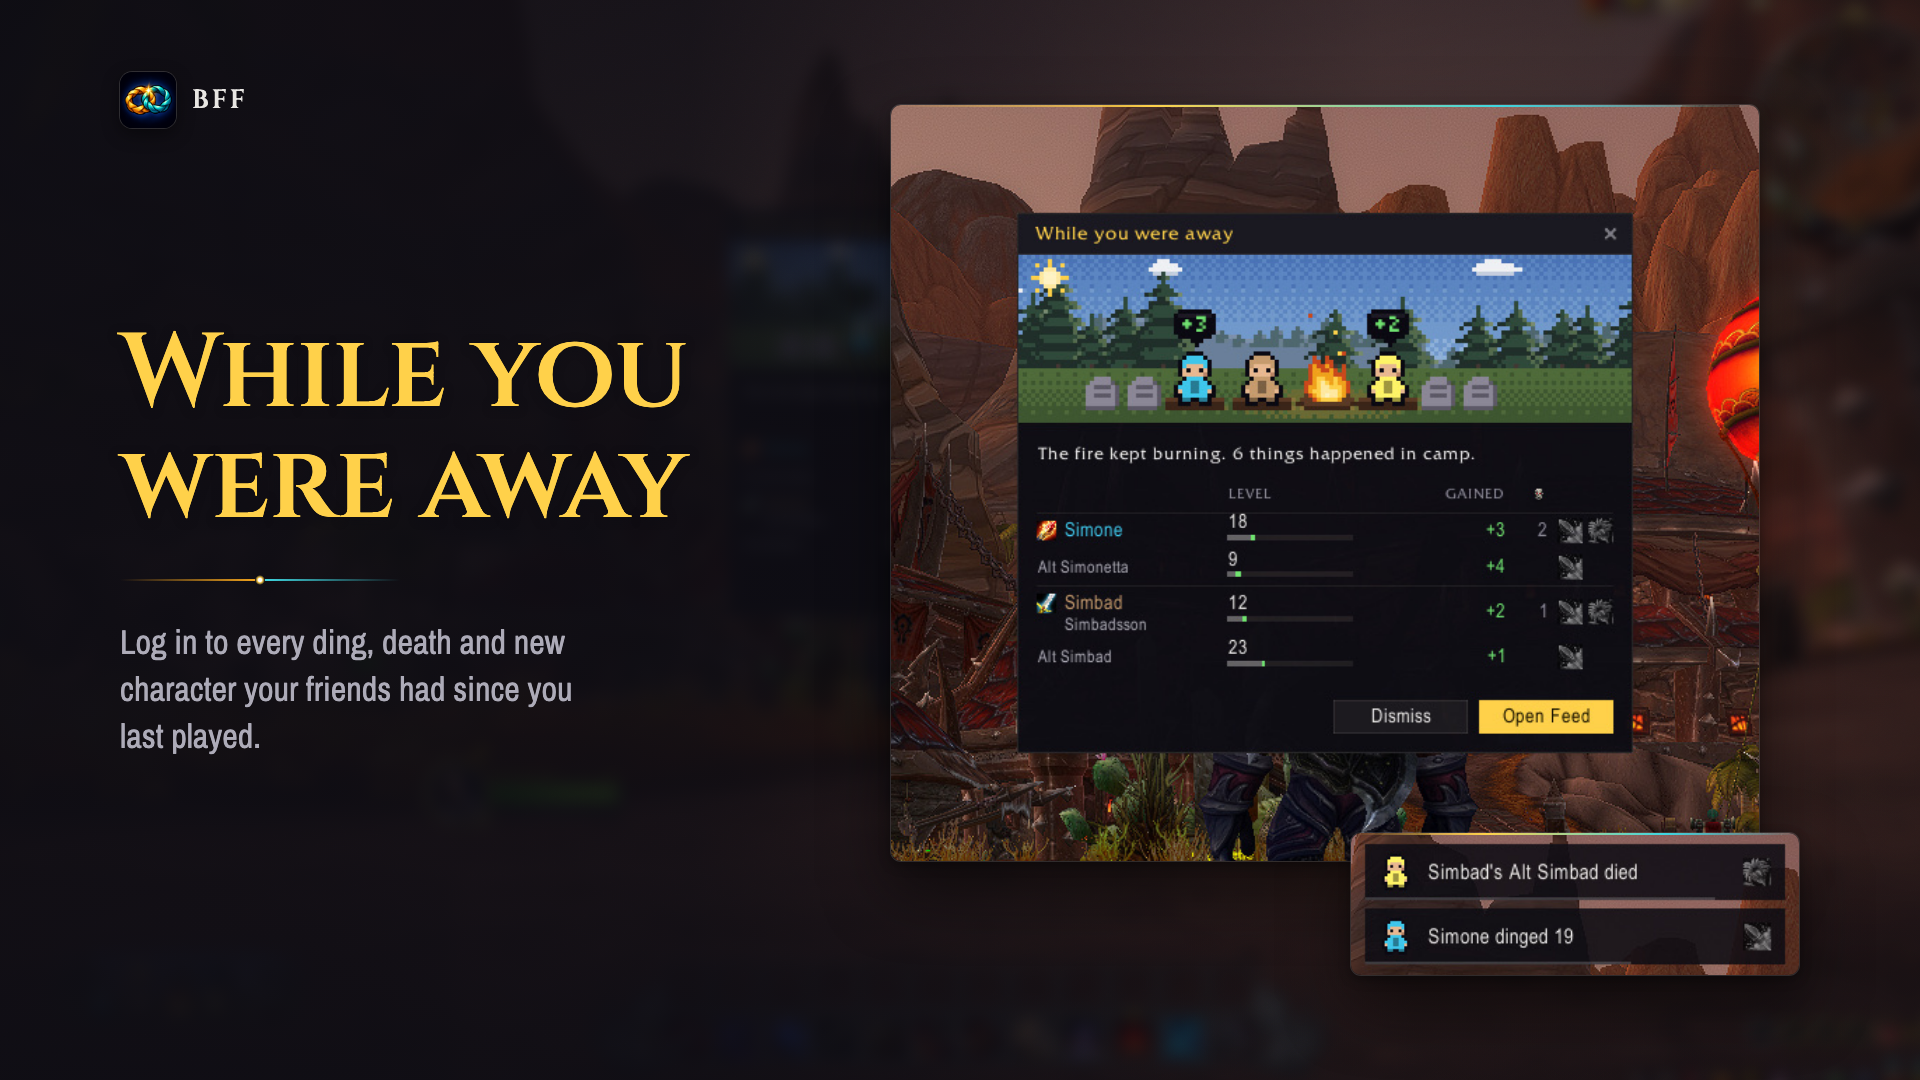 BFF
While you
were away
Log in to every ding, death and new
character your friends had since you
last played.
While you were away
+3
+2
The fire kept burning. 6 things happened in camp.
LEVEL GAINED
Simone 18 +3 2
Alt Simonetta 9 +4
Simbad 12 +2 1
Simbadsson
Alt Simbad 23 +1
Dismiss Open Feed
Simbad's Alt Simbad died
Simone dinged 19